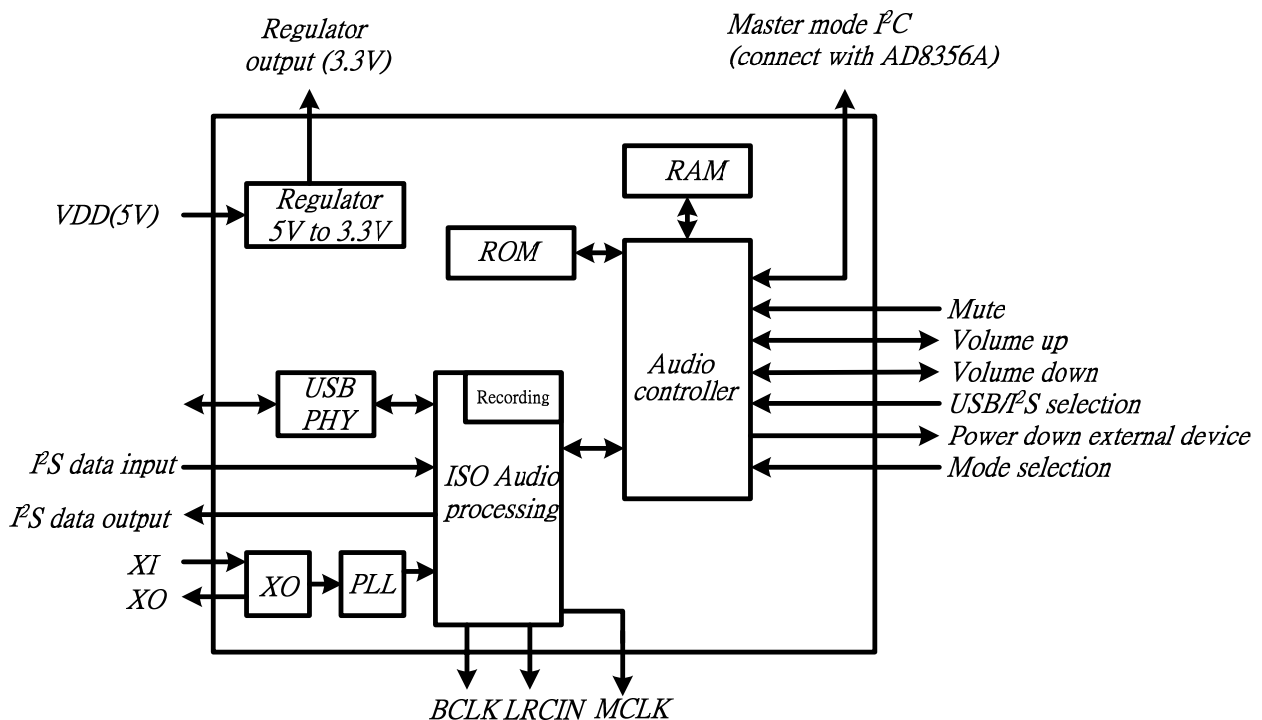 Regulator
output (3.3V)
Master mode I²C
(connect with AD8356A)
RAM
Regulator
5V to 3.3V
VDD(5V)
ROM
Mute
Volume up
Audio
controller
Volume down
USB
PHY
Recording
USB/I²S selection
Power down external device
I²S data input
ISO Audio
processing
Mode selection
I²S data output
XI
XO
XO
PLL
BCLK
LRCIN
MCLK